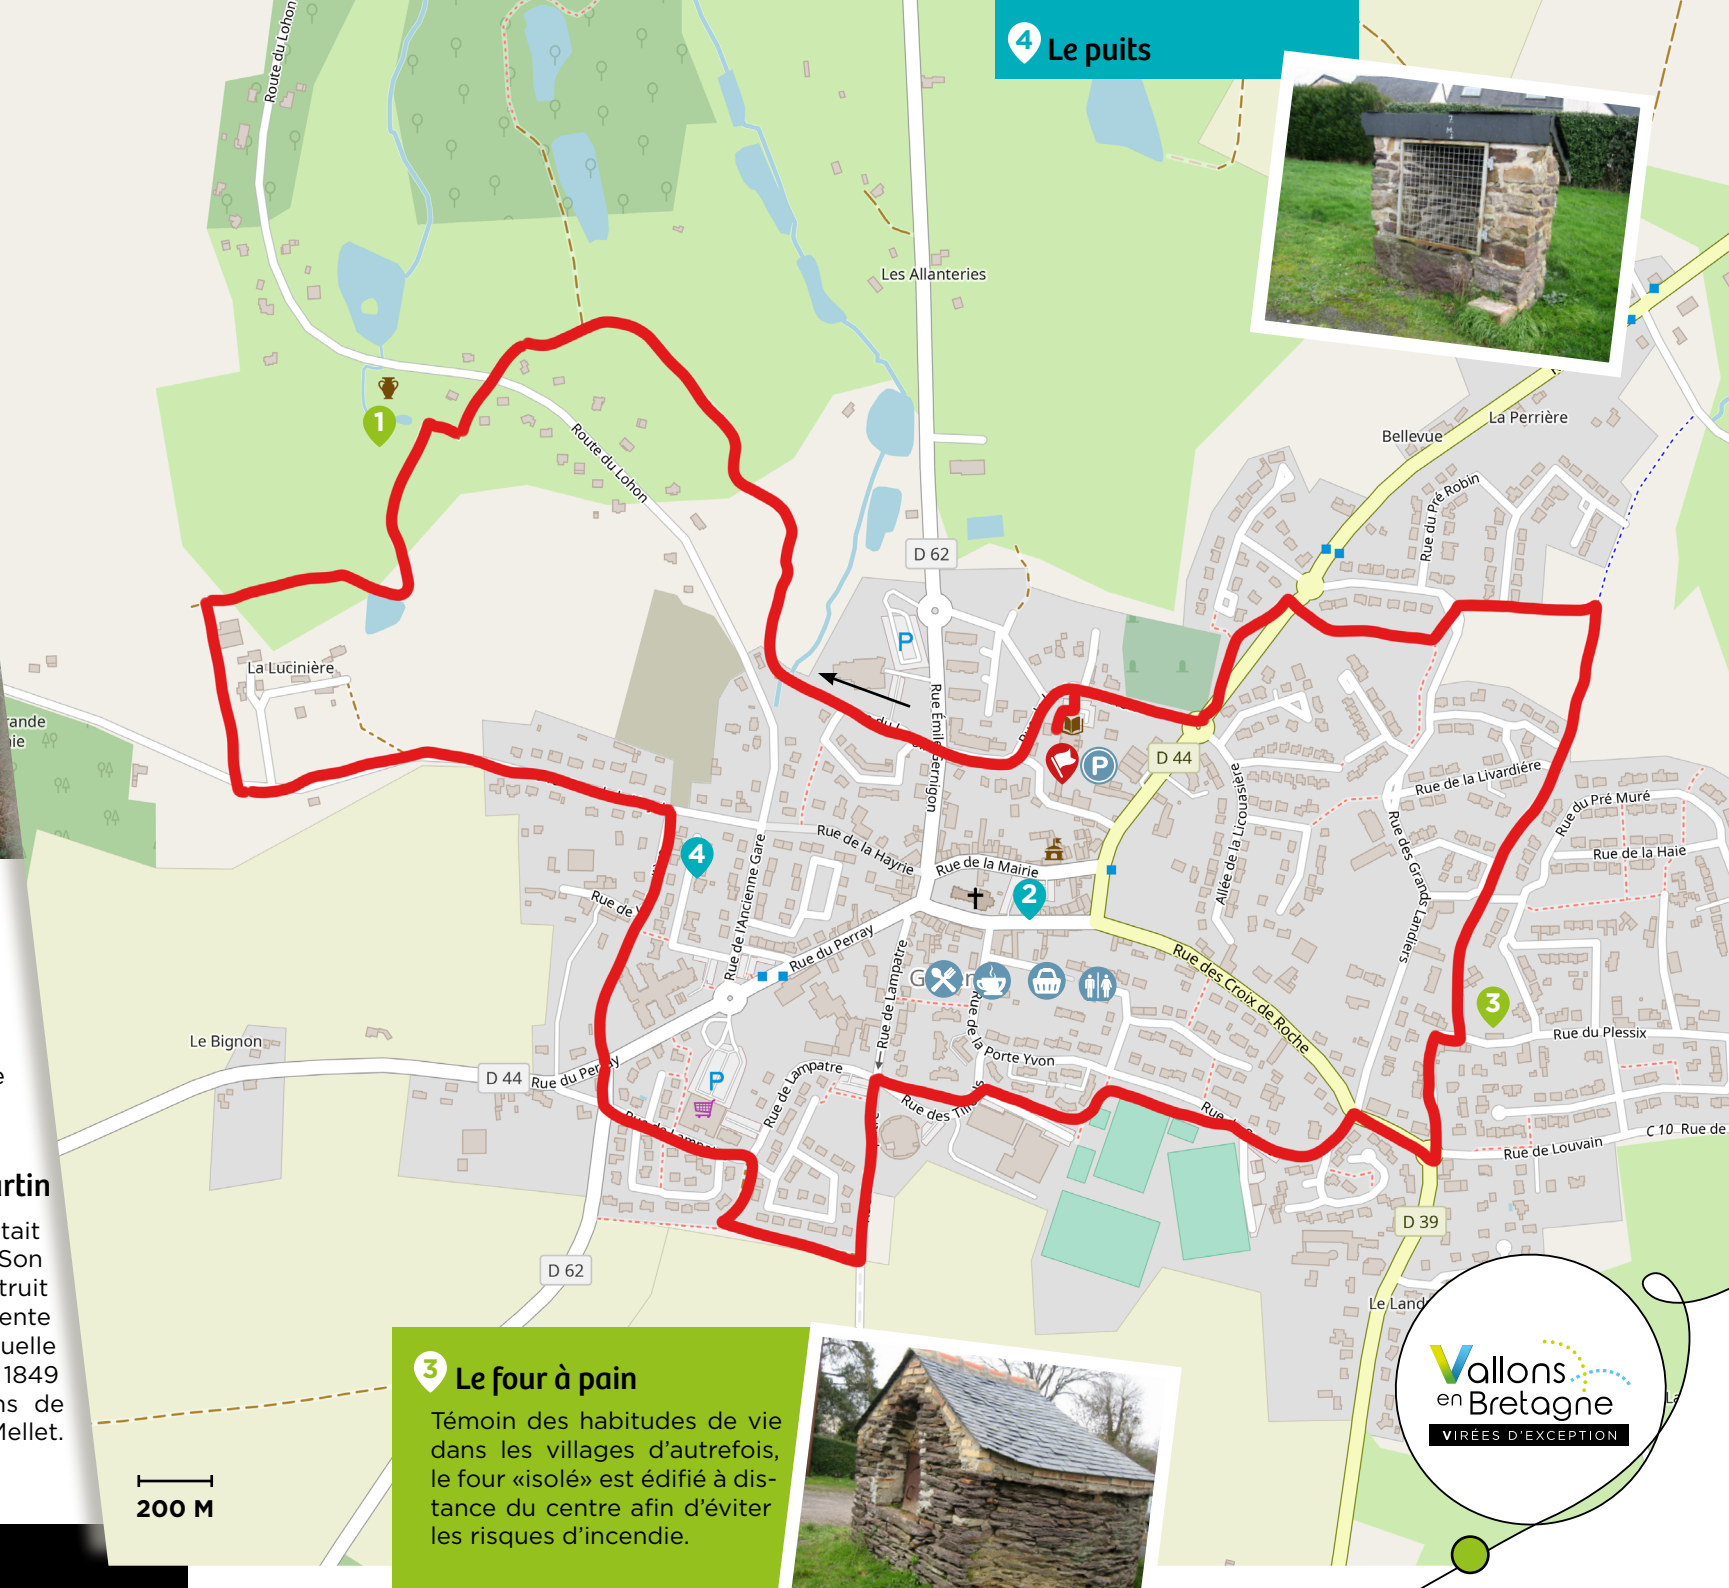 4 Le puits
Route du Lohon
Les Allanteries
La Perrière
Bellevue
1
Route du Lohon
Rue du Pré Robin
D 62
P
La Lucinière
Rue Émile Gernigon
D 44
P
Allée de la Liconasière
Rue de la Livardière
Rue du Pré Muré
Rue de la Haie
Rue des Grands Landiers
Rue de la Hayrie
Rue de la Mairie
4
2
Rue de l'Ancienne Gare
Rue du Perray
Rue de Lampatre
Rue des Croix de Roche
3
Rue du Plessix
Le Bignon
D 44
Rue du Perray
P
Rue de Lampatre
Rue de la Porte Yvon
Rue des
Rue de Louvain
C 10 Rue de
D 39
D 62
tait
Son
truit
ente
uelle
1849
ns de
Mellet.
200 M
3 Le four à pain
Témoin des habitudes de vie
dans les villages d'autrefois,
le four «isolé» est édifié à dis-
tance du centre afin d'éviter
les risques d'incendie.
Vallons
en Bretagne
VIRÉES D'EXCEPTION